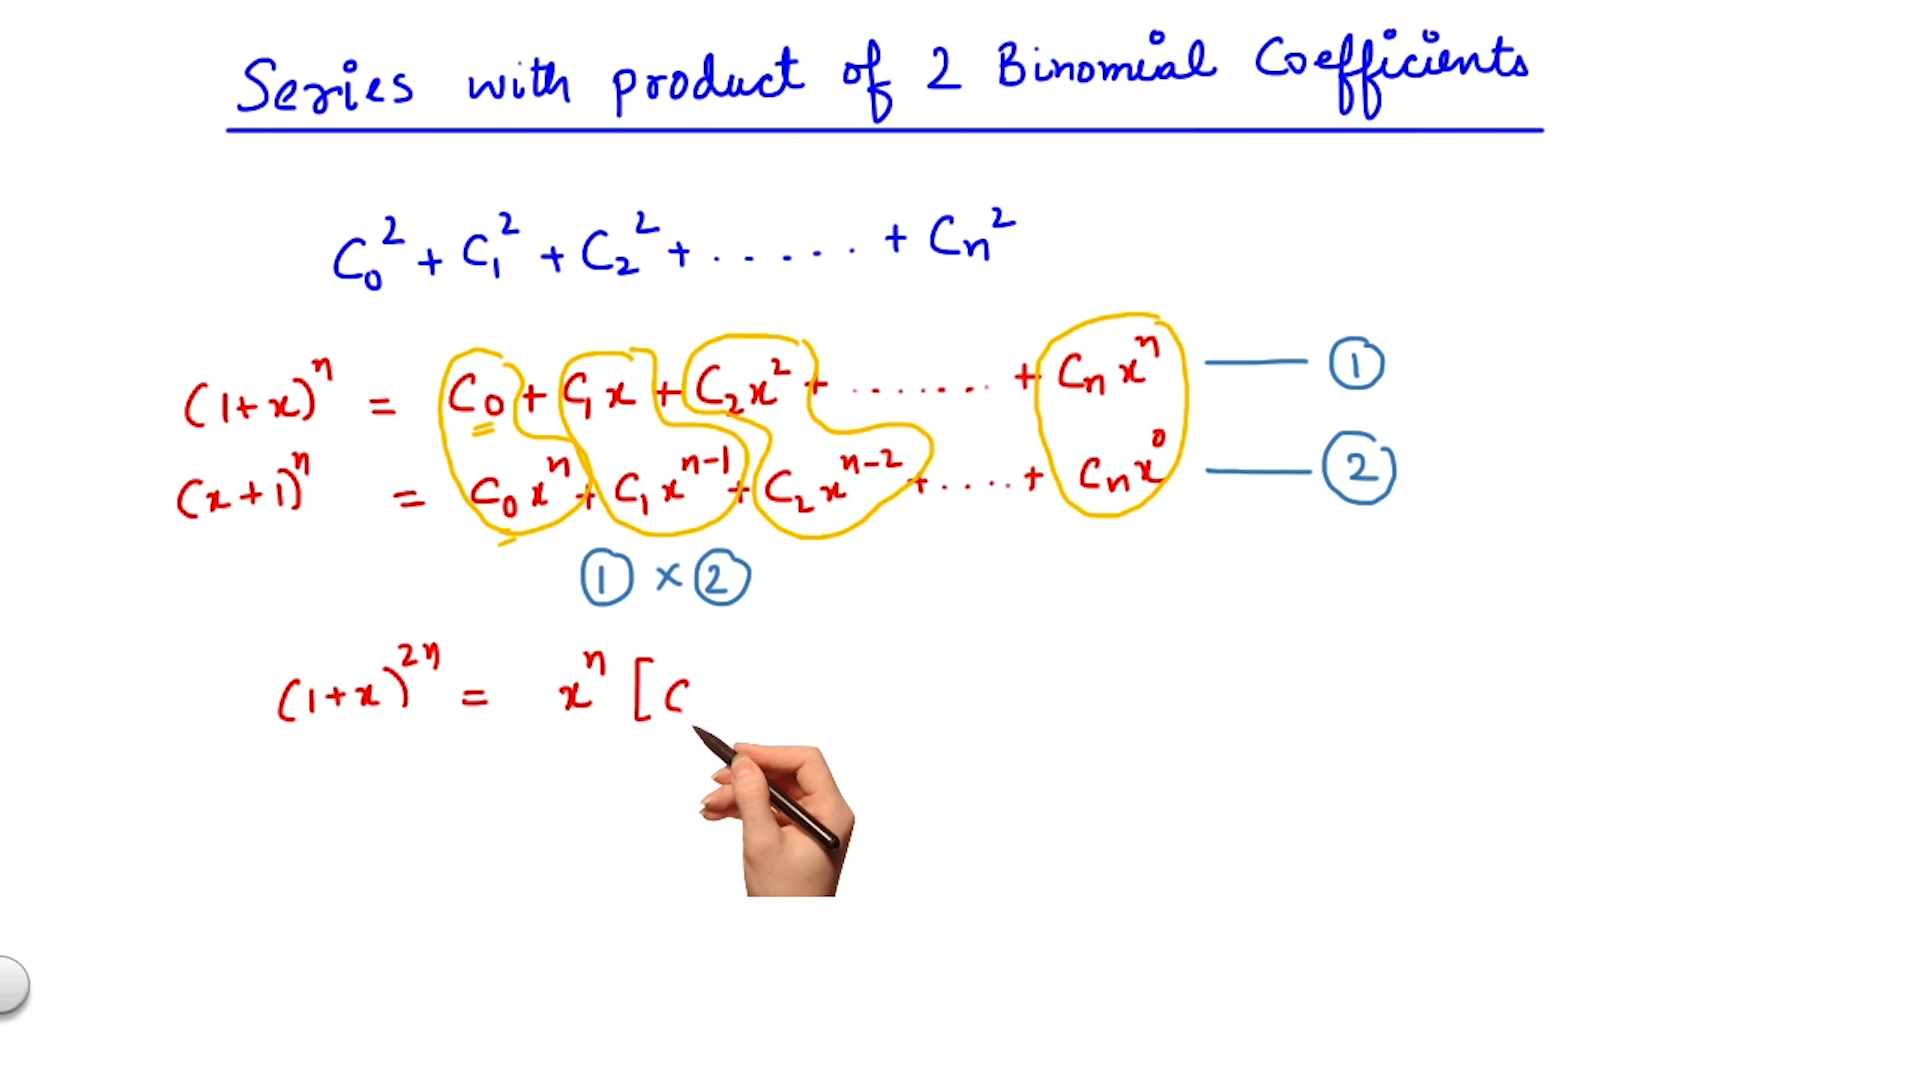 Series with product of 2 Binomial Coefficients
C₀² + C₁² + C₂² + ...... + Cₙ²
(1+x)ⁿ = C₀ + C₁x + C₂x² + ....... + Cₙxⁿ —— ①
(x+1)ⁿ = C₀xⁿ + C₁xⁿ⁻¹ + C₂xⁿ⁻² + .... + Cₙx⁰ —— ②
① × ②
(1+x)²ⁿ = xⁿ [C